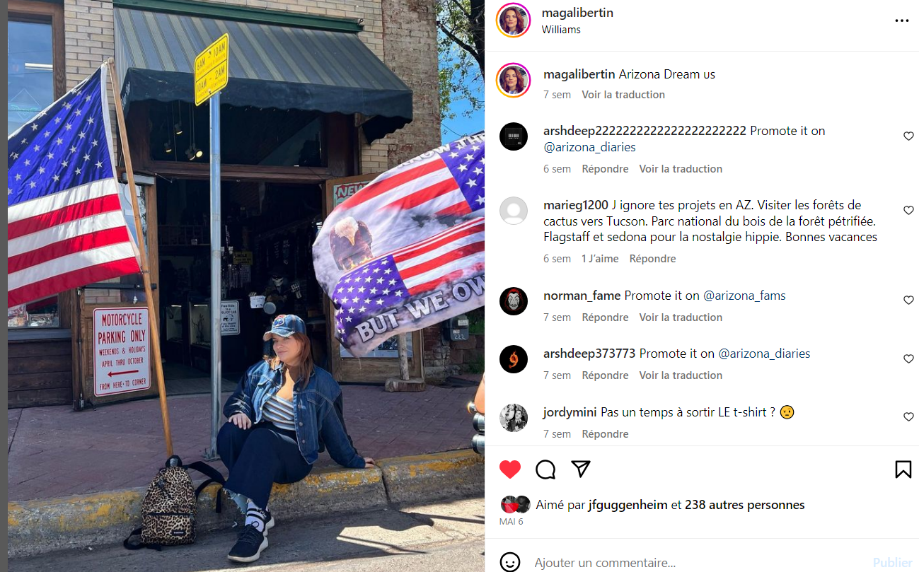 magalibertin
Williams
magalibertin Arizona Dream us
7 sem Voir la traduction
arshdeep2222222222222222222222 Promote it on
@arizona_diaries
6 sem Répondre Voir la traduction
marieg1200 J ignore tes projets en AZ. Visiter les forêts de
cactus vers Tucson. Parc national du bois de la forêt pétrifiée.
Flagstaff et sedona pour la nostalgie hippie. Bonnes vacances
6 sem 1 J'aime Répondre
norman_fame Promote it on @arizona_fams
7 sem Répondre Voir la traduction
arshdeep373773 Promote it on @arizona_diaries
7 sem Répondre Voir la traduction
jordymini Pas un temps à sortir LE t-shirt ? 😥
7 sem Répondre
Aimé par jfguggenheim et 238 autres personnes
MAI 6
Ajouter un commentaire...
Publier
MOTORCYCLE
PARKING ONLY
WEEKENDS & HOLIDAYS
APRIL THRU OCTOBER
FROM HERE TO CORNER
BUT WE OW